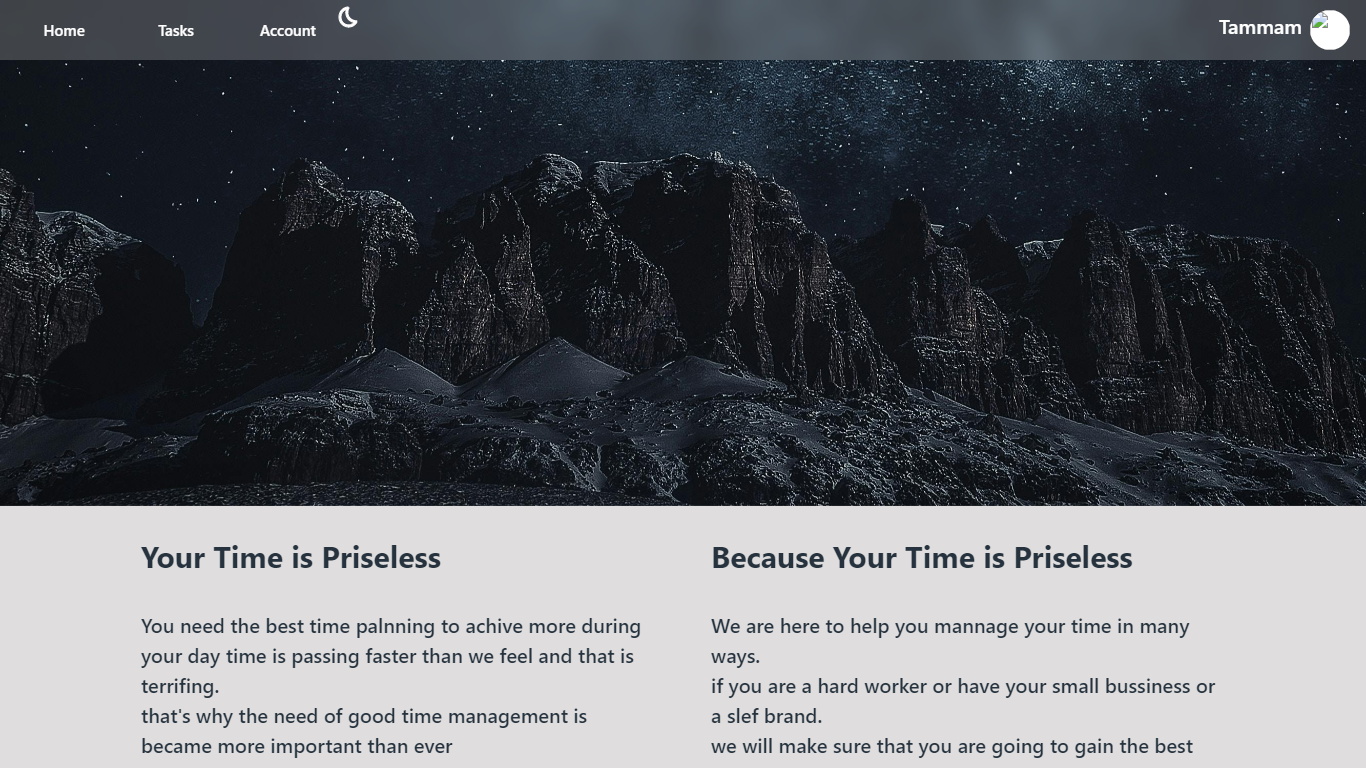 Home
Tasks
Account
Tammam
Your Time is Priseless
You need the best time palnning to achive more during
your day time is passing faster than we feel and that is
terrifing.
that's why the need of good time management is
became more important than ever
Because Your Time is Priseless
We are here to help you mannage your time in many
ways.
if you are a hard worker or have your small bussiness or
a slef brand.
we will make sure that you are going to gain the best